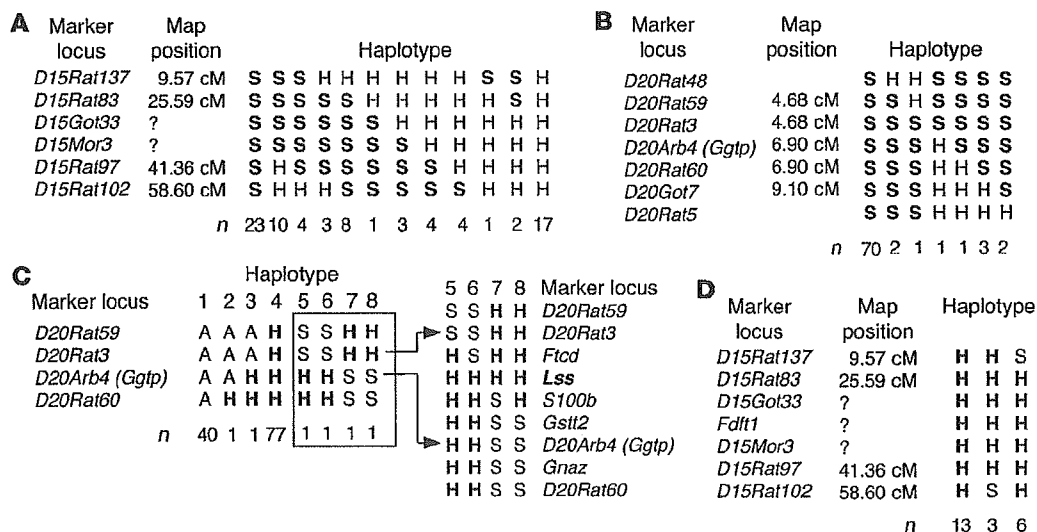 A
Marker locus Map position Haplotype
D15Rat137 9.57 cM S S S H H H H H H S S H
D15Rat83 25.59 cM S S S S S H H H H H S H
D15Got33 ? S S S S S S H H H H H H
D15Mor3 ? S S S S S S H H H H H H
D15Rat97 41.36 cM S H S S S S S S H H H H
D15Rat102 58.60 cM S H H H S S S S S H H H
n 23 10 4 3 8 1 3 4 4 1 2 17
B
Marker locus Map position Haplotype
D20Rat48 S H H S S S S
D20Rat59 4.68 cM S S H S S S S
D20Rat3 4.68 cM S S S S S S S
D20Arb4 (Ggtp) 6.90 cM S S S H S S S
D20Rat60 6.90 cM S S S H H S S
D20Got7 9.10 cM S S S H H H S
D20Rat5 S S S H H H H
n 70 2 1 1 1 3 2
C
Haplotype
Marker locus 1 2 3 4 5 6 7 8
D20Rat59 A A A H S S H H
D20Rat3 A A A H S S H H
D20Arb4 (Ggtp) A A H H H H S S
D20Rat60 A H H H H H S S
n 40 1 1 77 1 1 1 1
5 6 7 8 Marker locus
S S H H D20Rat59
S S H H D20Rat3
H S H H Ftcd
H H H H Lss
H H S H S100b
H H S S Gstt2
H H S S D20Arb4 (Ggtp)
H H S S Gnaz
H H S S D20Rat60
D
Marker locus Map position Haplotype
D15Rat137 9.57 cM H H S
D15Rat83 25.59 cM H H H
D15Got33 ? H H H
Fdft1 ? H H H
D15Mor3 ? H H H
D15Rat97 41.36 cM H H H
D15Rat102 58.60 cM H S H
n 13 3 6